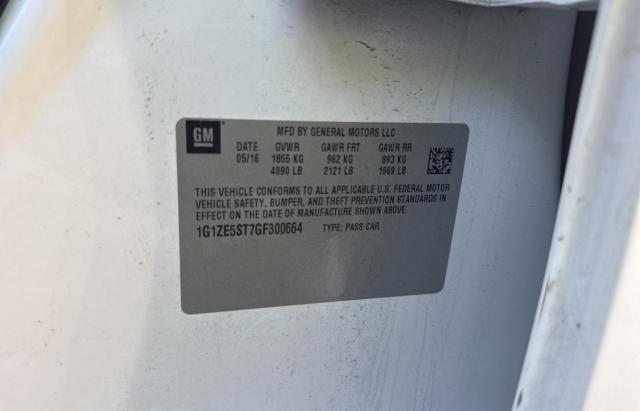 GM
MFD BY GENERAL MOTORS LLC
DATE GVWR GAWR FRT GAWR RR
05/16 1855 KG 962 KG 893 KG
4090 LB 2121 LB 1969 LB
THIS VEHICLE CONFORMS TO ALL APPLICABLE U.S. FEDERAL MOTOR
VEHICLE SAFETY, BUMPER, AND THEFT PREVENTION STANDARDS IN
EFFECT ON THE DATE OF MANUFACTURE SHOWN ABOVE.
1G1ZE5ST7GF300664 TYPE: PASS CAR